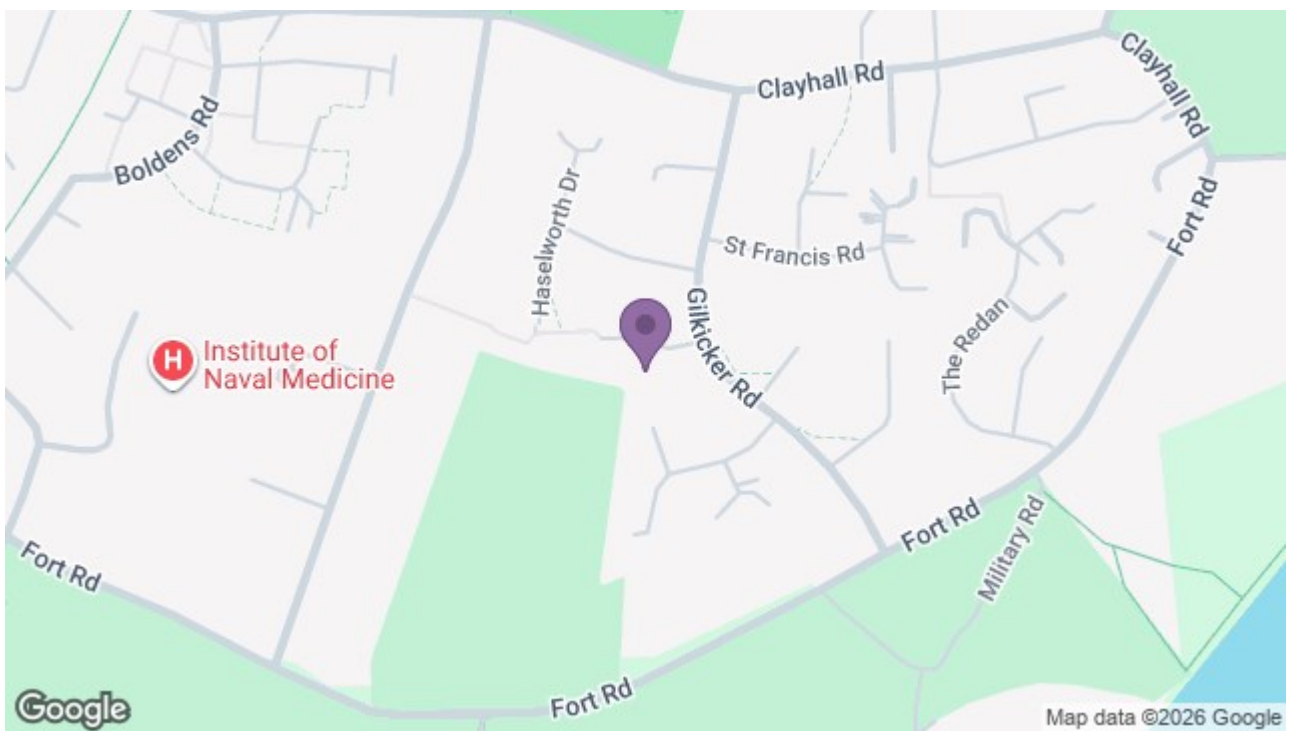 Clayhall Rd
Clayhall Rd
Boldens Rd
Haselworth Dr
Fort Rd
St Francis Rd
Gilkicker Rd
The Redan
H
Institute of
Naval Medicine
Fort Rd
Military Rd
Fort Rd
Fort Rd
Google
Map data ©2026 Google